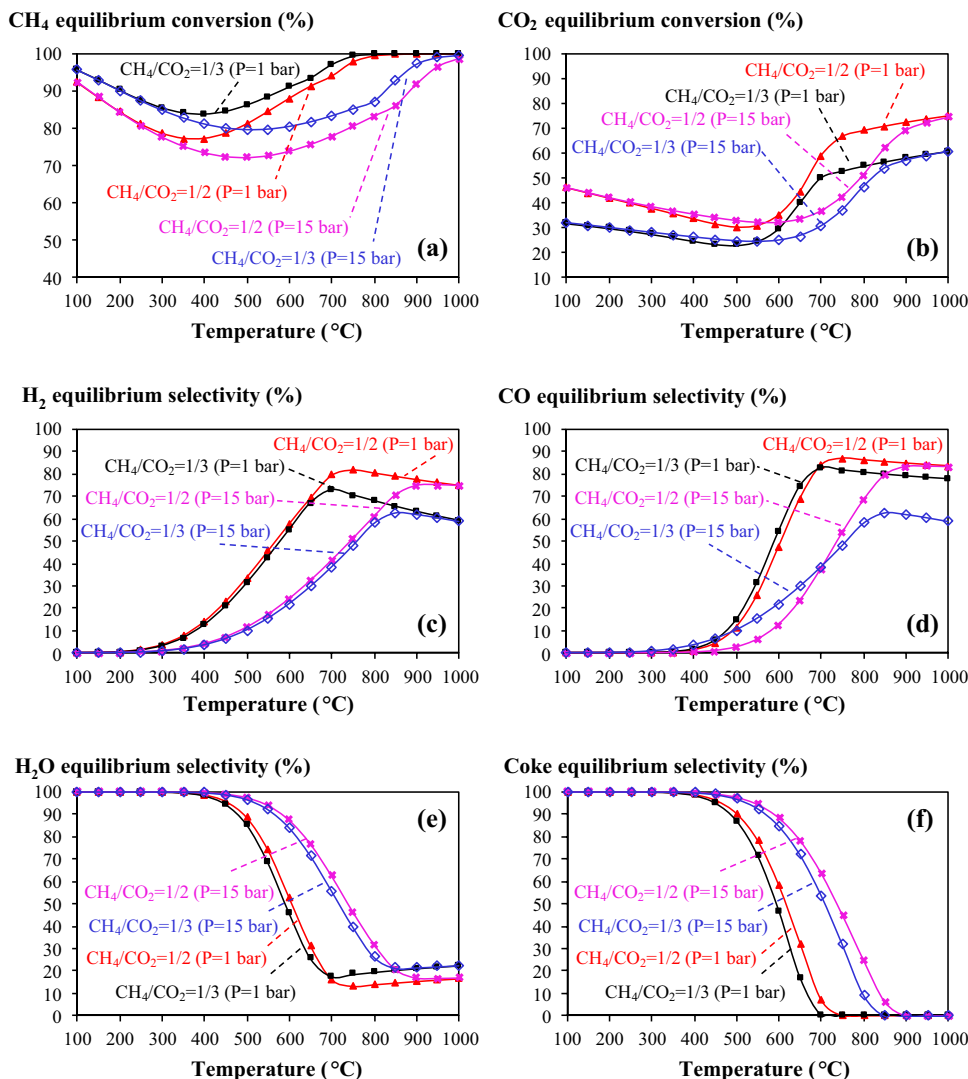 CH₄ equilibrium conversion (%)
100
90
80
70
60
50
40
CH₄/CO₂=1/3 (P=1 bar)
CH₄/CO₂=1/2 (P=1 bar)
CH₄/CO₂=1/2 (P=15 bar)
CH₄/CO₂=1/3 (P=15 bar)
(a)
100 200 300 400 500 600 700 800 900 1000
Temperature (°C)
CO₂ equilibrium conversion (%)
100
90
80
70
60
50
40
30
20
10
CH₄/CO₂=1/2 (P=1 bar)
CH₄/CO₂=1/3 (P=1 bar)
CH₄/CO₂=1/2 (P=15 bar)
CH₄/CO₂=1/3 (P=15 bar)
(b)
100 200 300 400 500 600 700 800 900 1000
Temperature (°C)
H₂ equilibrium selectivity (%)
100
90
80
70
60
50
40
30
20
10
0
CH₄/CO₂=1/2 (P=1 bar)
CH₄/CO₂=1/3 (P=1 bar)
CH₄/CO₂=1/2 (P=15 bar)
CH₄/CO₂=1/3 (P=15 bar)
(c)
100 200 300 400 500 600 700 800 900 1000
Temperature (°C)
CO equilibrium selectivity (%)
100
90
80
70
60
50
40
30
20
10
0
CH₄/CO₂=1/2 (P=1 bar)
CH₄/CO₂=1/3 (P=1 bar)
CH₄/CO₂=1/2 (P=15 bar)
CH₄/CO₂=1/3 (P=15 bar)
(d)
100 200 300 400 500 600 700 800 900 1000
Temperature (°C)
H₂O equilibrium selectivity (%)
100
90
80
70
60
50
40
30
20
10
0
(e)
CH₄/CO₂=1/2 (P=15 bar)
CH₄/CO₂=1/3 (P=15 bar)
CH₄/CO₂=1/2 (P=1 bar)
CH₄/CO₂=1/3 (P=1 bar)
100 200 300 400 500 600 700 800 900 1000
Temperature (°C)
Coke equilibrium selectivity (%)
100
90
80
70
60
50
40
30
20
10
0
(f)
CH₄/CO₂=1/2 (P=15 bar)
CH₄/CO₂=1/3 (P=15 bar)
CH₄/CO₂=1/2 (P=1 bar)
CH₄/CO₂=1/3 (P=1 bar)
100 200 300 400 500 600 700 800 900 1000
Temperature (°C)